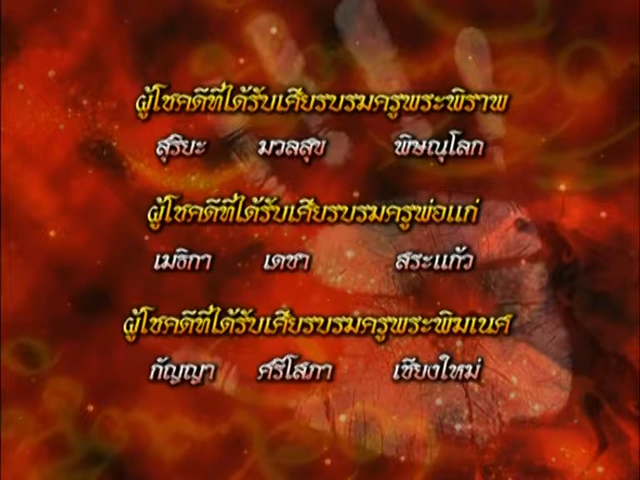 ผู้โชคดีที่ได้รับเศียรบรมครูพระพิราพ
สุริยะ มวลสุข พิษณุโลก
ผู้โชคดีที่ได้รับเศียรบรมครูพ่อแก่
เมธิกา เดชา สระแก้ว
ผู้โชคดีที่ได้รับเศียรบรมครูพระพิฆเนศ
กัญญา ศรีโสภา เชียงใหม่